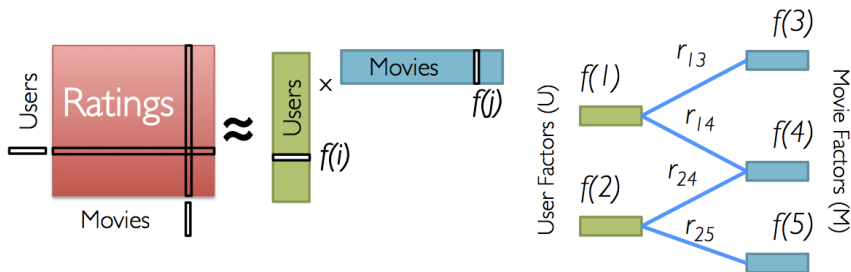 Users
Ratings
Movies
≈
Users
f(i)
x
Movies
f(j)
User Factors (U)
f(1)
f(2)
r13
r14
r24
r25
f(3)
f(4)
f(5)
Movie Factors (M)